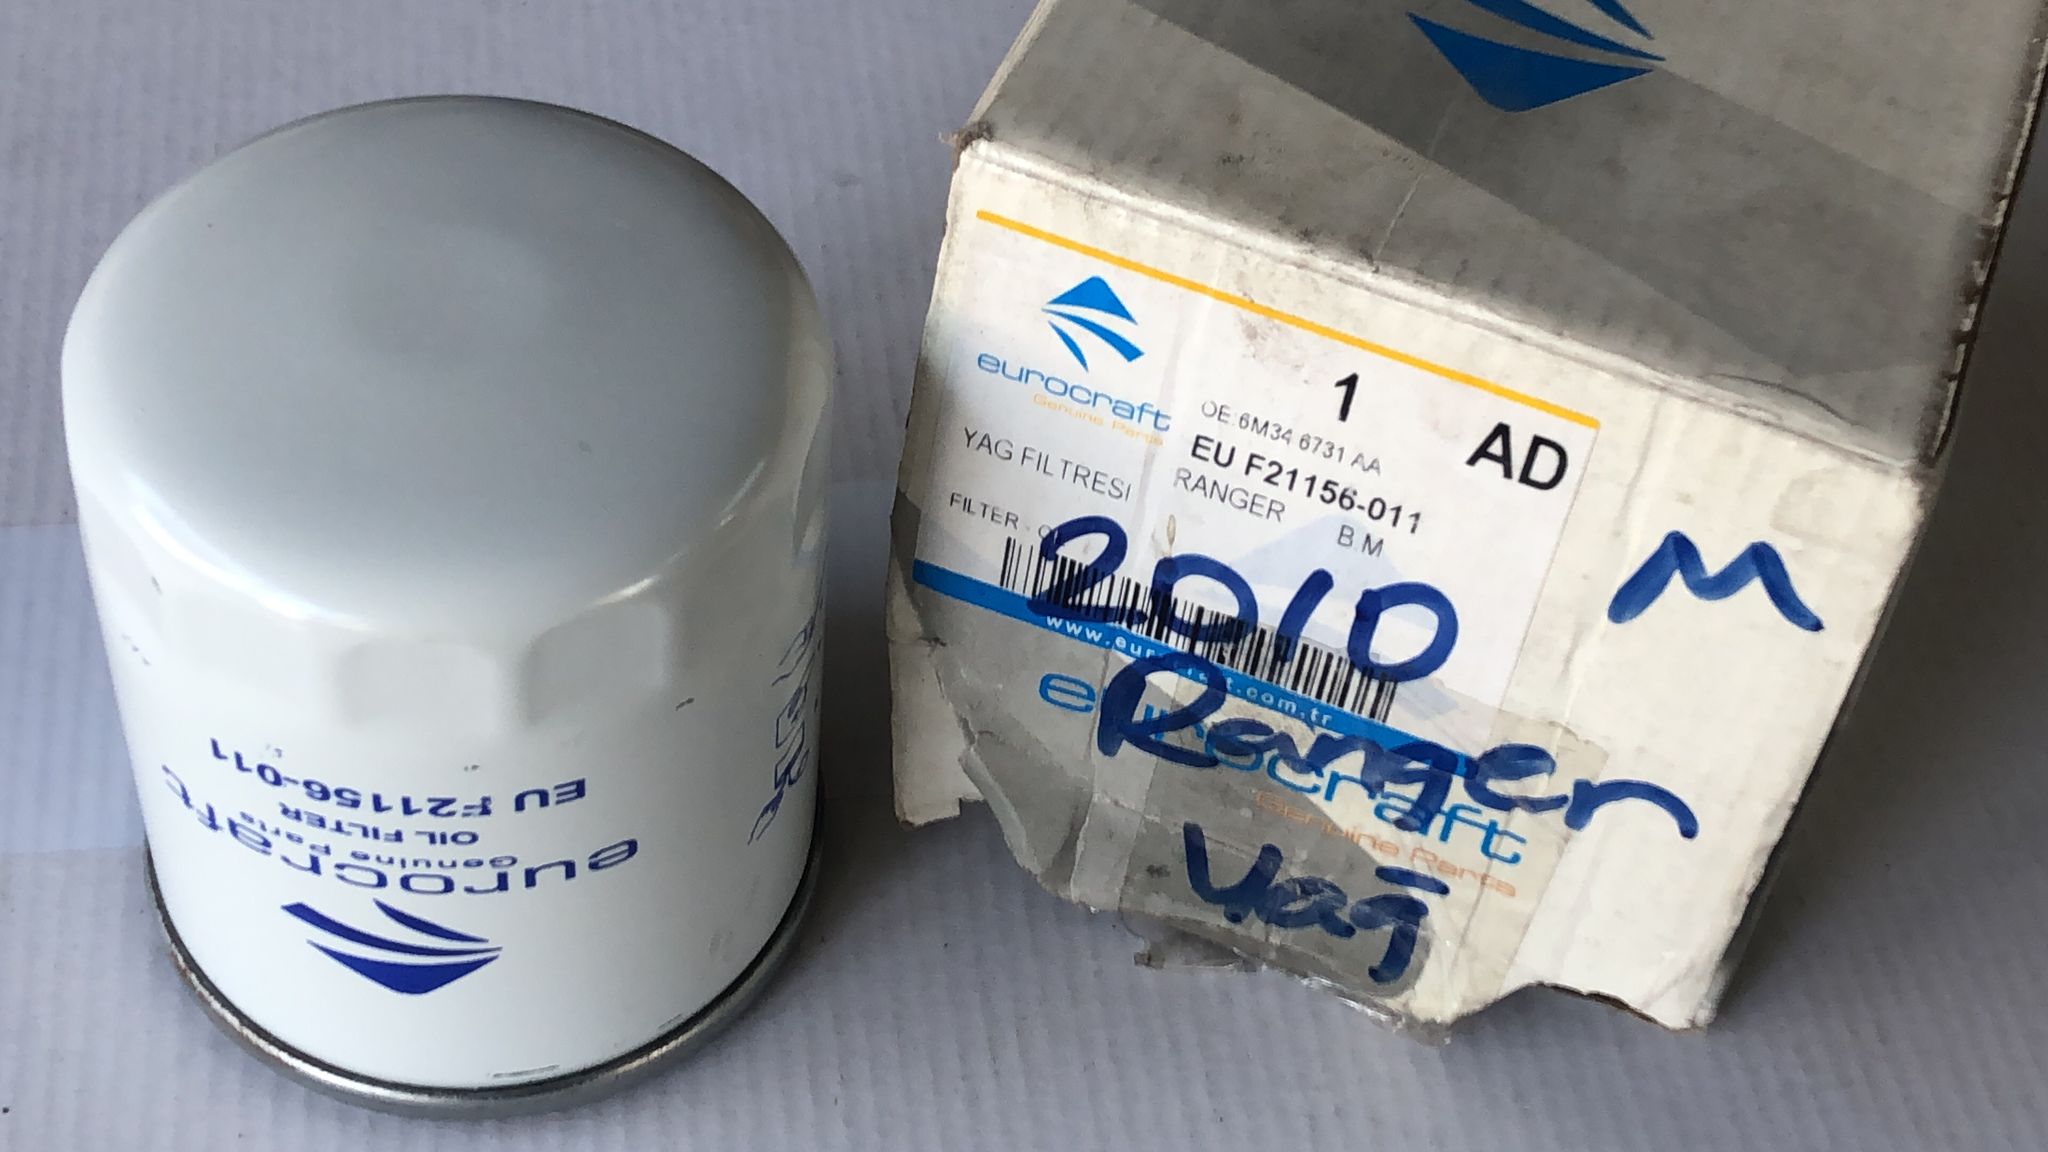 eurocraft
Genuine Parts
1
AD
OE:6M34 6731 AA
EU F21156-011
YAG FILTRESI
RANGER B.M
FILTER - O
2010
M
www.eurocraft.com.tr
Ranger
eurocraft
Genuine Parts
Yağ
EU F21156-011
OIL FILTER
Genuine Parts
eurocraft